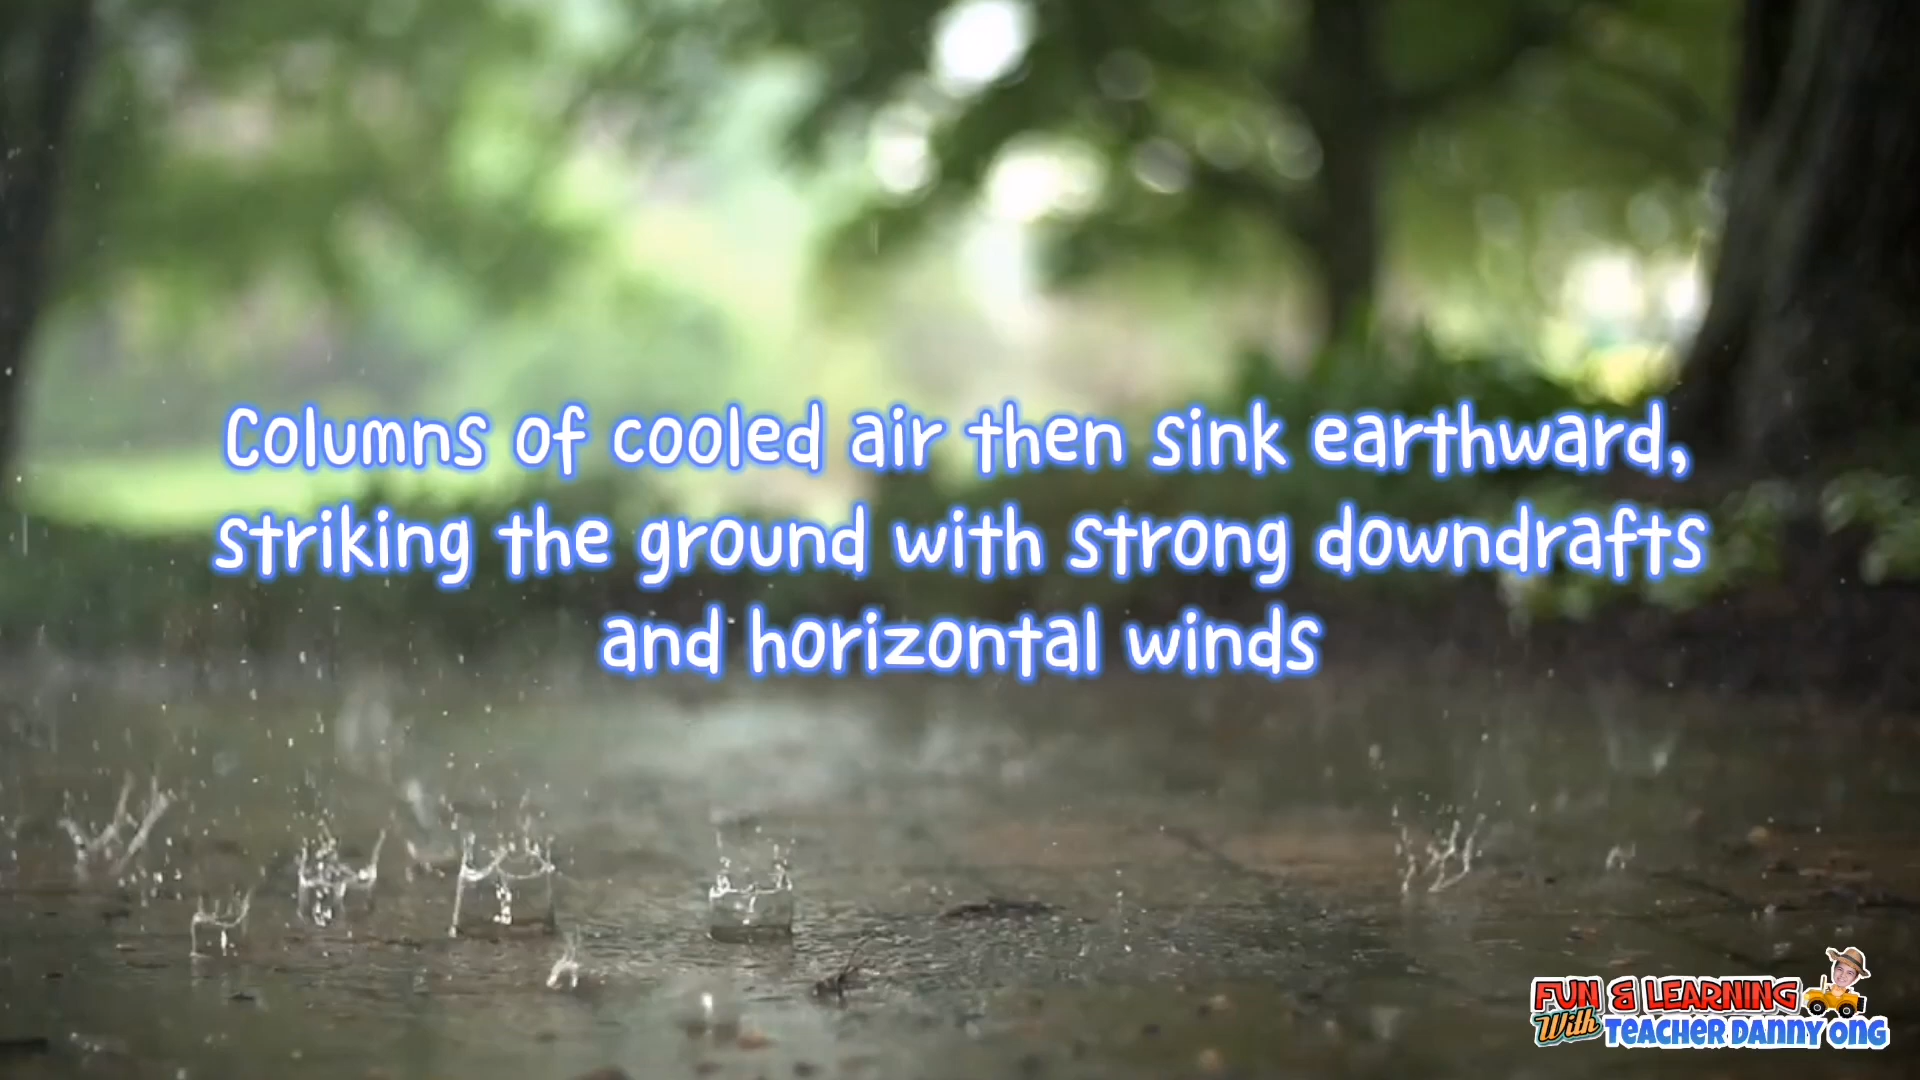 Columns of cooled air then sink earthward,
striking the ground with strong downdrafts
and horizontal winds
FUN & LEARNING
With TEACHER DANNY ONG